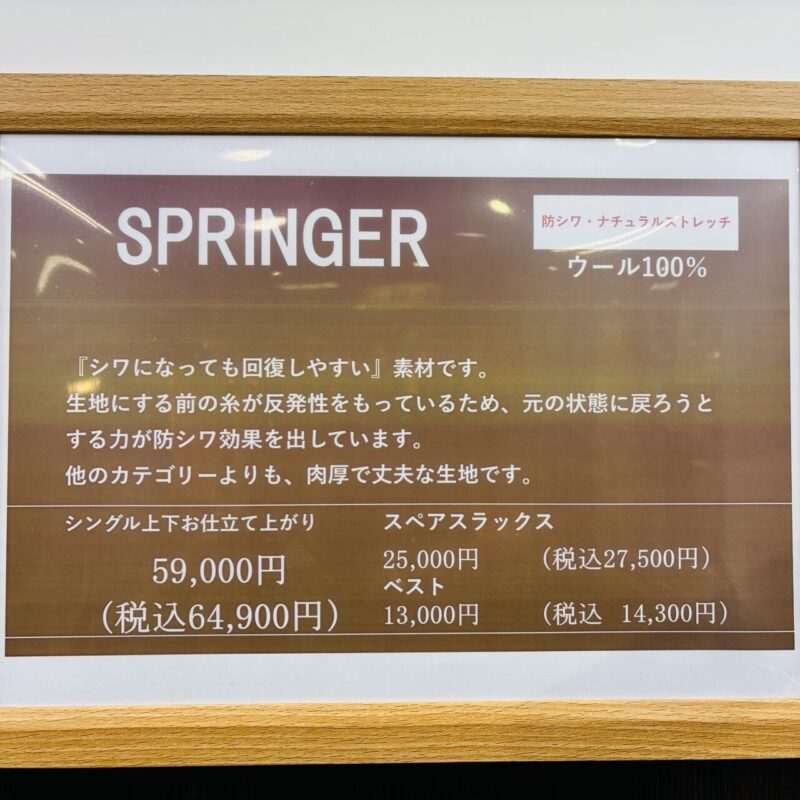 SPRINGER
防シワ・ナチュラルストレッチ
ウール100%
『シワになっても回復しやすい』素材です。
生地にする前の糸が反発性をもっているため、元の状態に戻ろうと
する力が防シワ効果を出しています。
他のカテゴリーよりも、肉厚で丈夫な生地です。
シングル上下お仕立て上がり
59,000円
（税込64,900円）
スペアスラックス
25,000円 （税込27,500円）
ベスト
13,000円 （税込 14,300円）